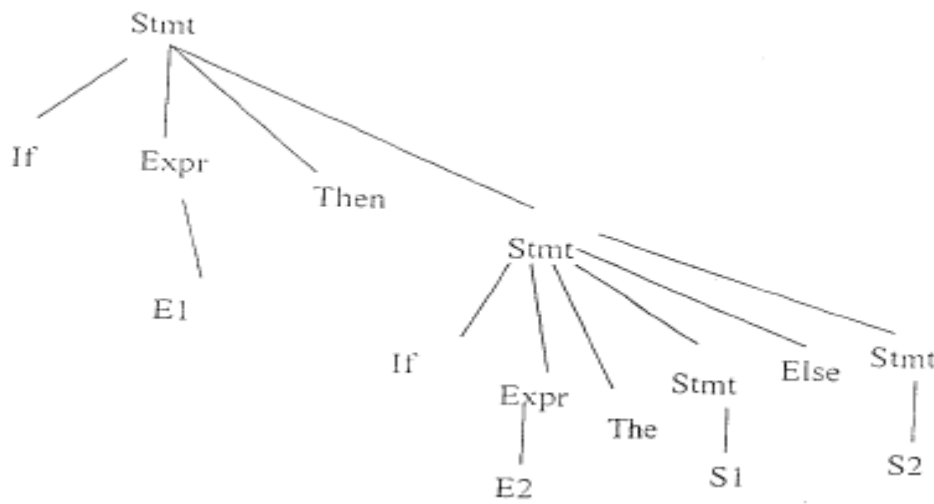 Stmt
If
Expr
Then
E1
Stmt
If
Expr
The
Stmt
Else
Stmt
E2
S1
S2